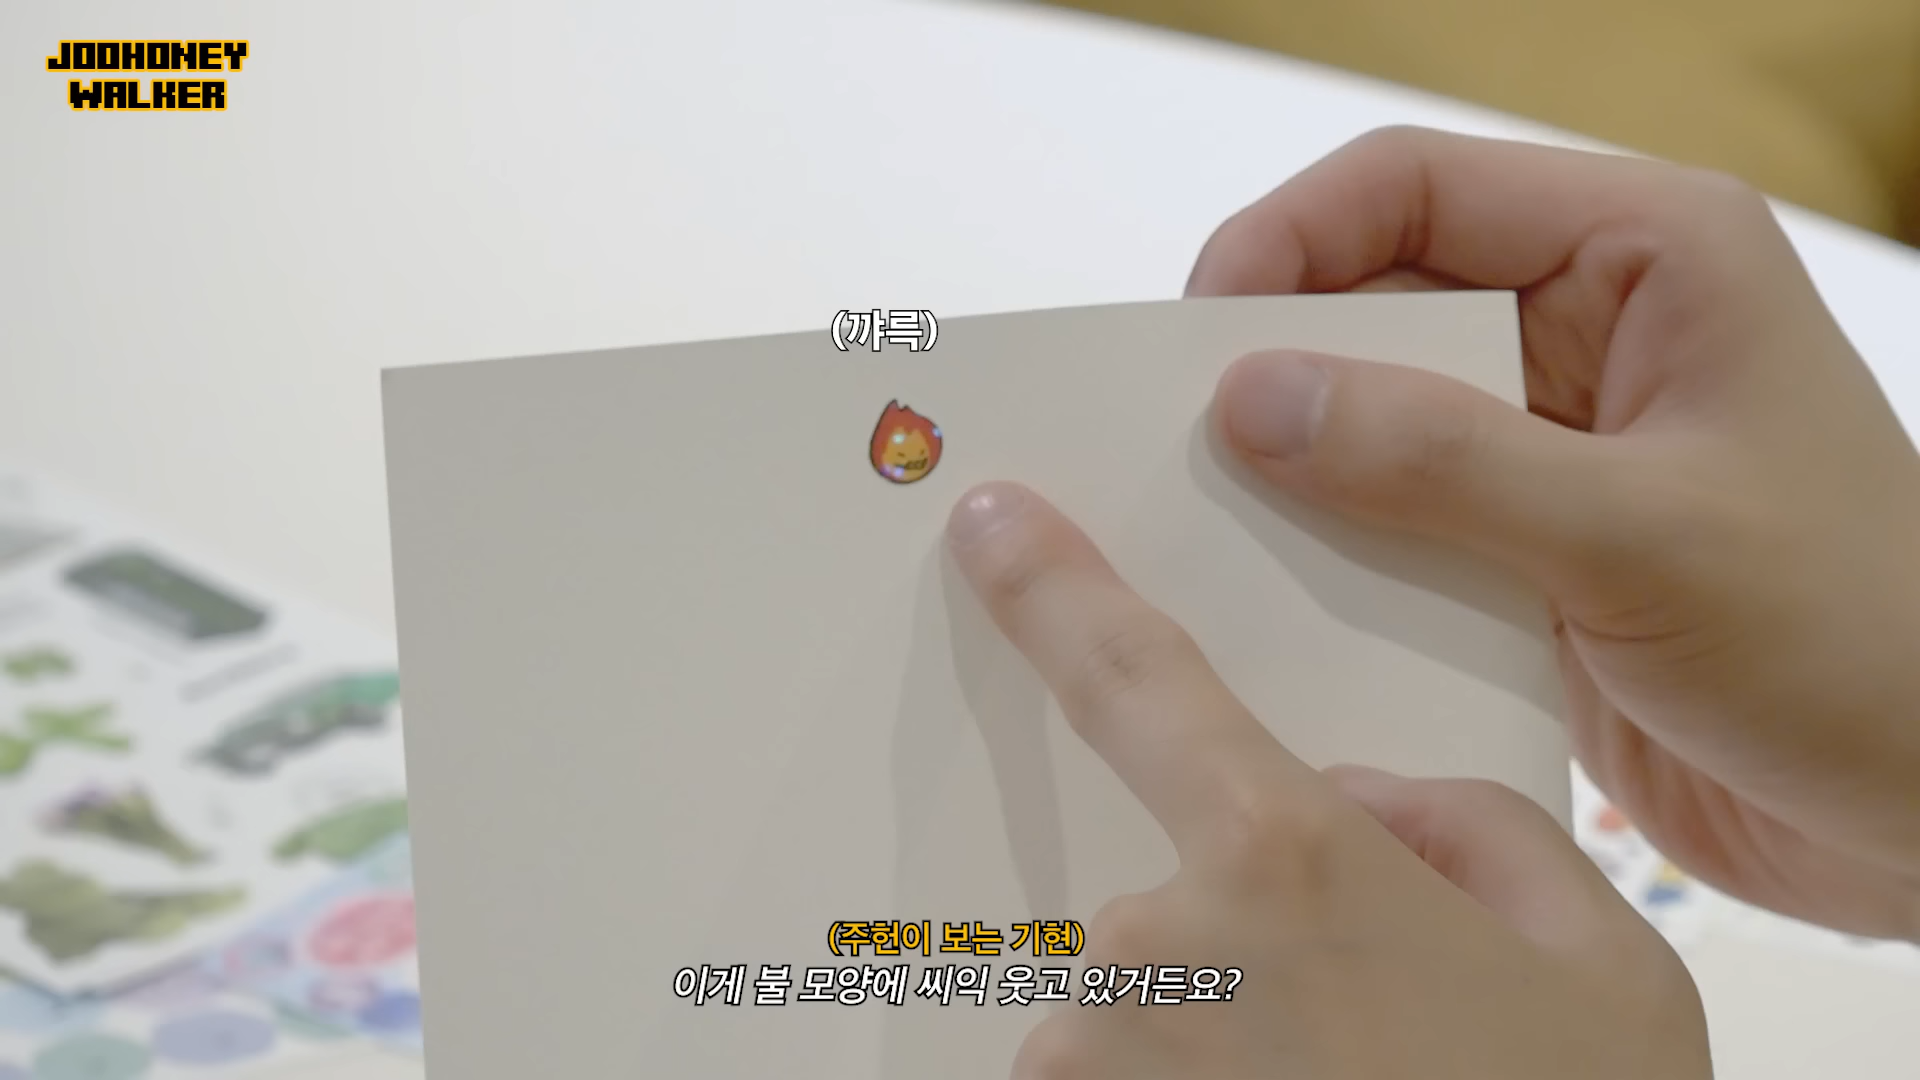 JOOHONEY
WALKER
(꺄륵)
(주헌이 보는 기현)
이게 불 모양에 씨익 웃고 있거든요?